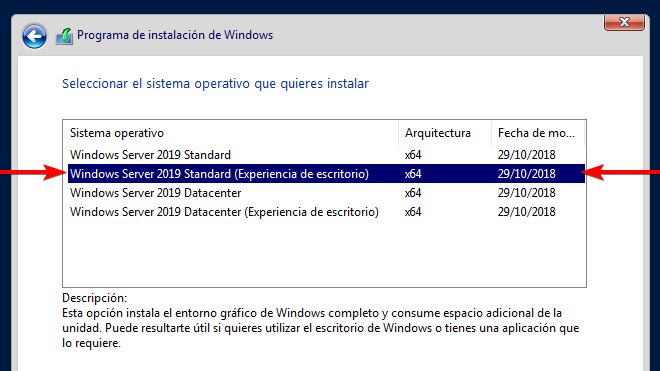 Programa de instalación de Windows
Seleccionar el sistema operativo que quieres instalar
Sistema operativo Arquitectura Fecha de mo...
Windows Server 2019 Standard x64 29/10/2018
Windows Server 2019 Standard (Experiencia de escritorio) x64 29/10/2018
Windows Server 2019 Datacenter x64 29/10/2018
Windows Server 2019 Datacenter (Experiencia de escritorio) x64 29/10/2018
Descripción:
Esta opción instala el entorno gráfico de Windows completo y consume espacio adicional de la
unidad. Puede resultarte útil si quieres utilizar el escritorio de Windows o tienes una aplicación que
lo requiere.